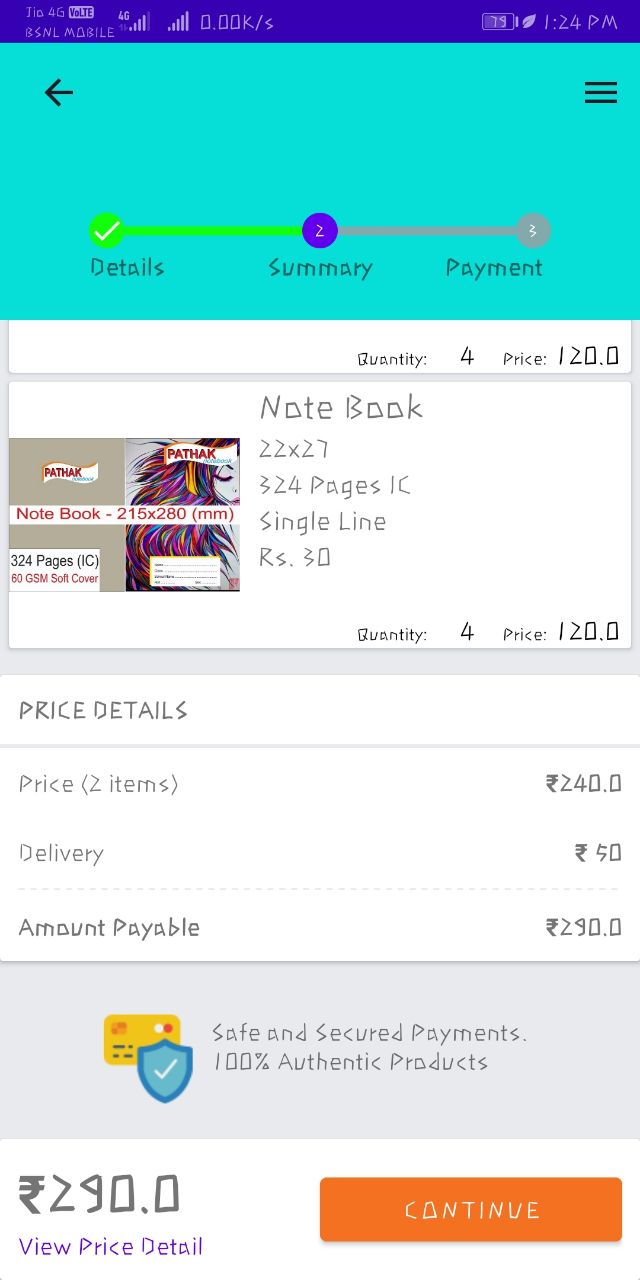 Jio 4G VoLTE
BSNL MOBILE
4G
0.00K/s
79
1:24 PM
2
3
Details
Summary
Payment
Quantity: 4 Price: 120.0
Note Book
22x27
324 Pages IC
Single Line
Rs. 30
PATHAK
notebook
PATHAK
notebook
Note Book - 215x280 (mm)
324 Pages (IC)
60 GSM Soft Cover
Quantity: 4 Price: 120.0
PRICE DETAILS
Price (2 items) ₹240.0
Delivery ₹ 50
Amount Payable ₹290.0
Safe and Secured Payments.
100% Authentic Products
₹290.0
View Price Detail
CONTINUE